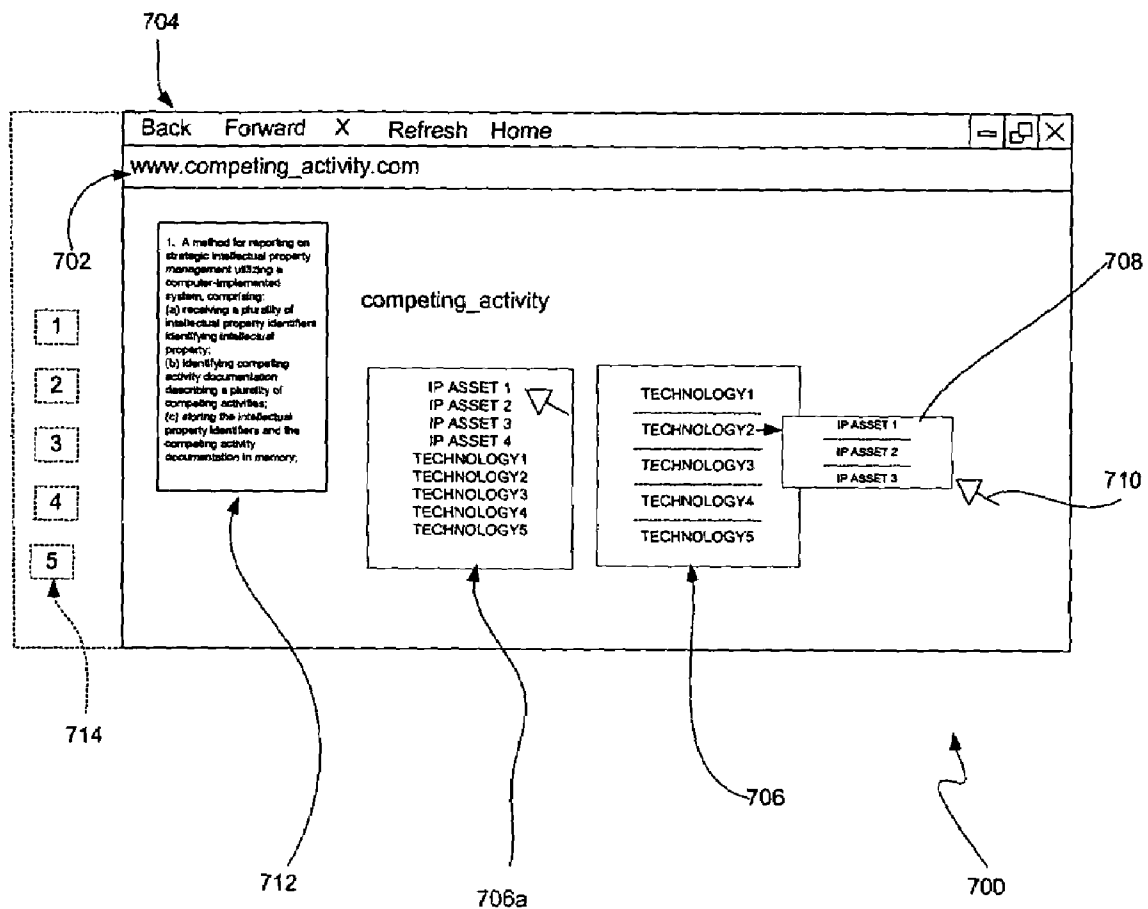 704
Back Forward X Refresh Home
www.competing_activity.com
702
1. A method for reporting on
strategic intellectual property
management utilizing a
computer-implemented
system, comprising:
(a) receiving a plurality of
intellectual property identifiers
identifying intellectual
property;
(b) identifying competing
activity documentation
describing a plurality of
competing activities;
(c) storing the intellectual
property identifiers and the
competing activity
documentation in memory;
competing_activity
1
2
3
4
5
IP ASSET 1
IP ASSET 2
IP ASSET 3
IP ASSET 4
TECHNOLOGY1
TECHNOLOGY2
TECHNOLOGY3
TECHNOLOGY4
TECHNOLOGY5
TECHNOLOGY1
TECHNOLOGY2
TECHNOLOGY3
TECHNOLOGY4
TECHNOLOGY5
IP ASSET 1
IP ASSET 2
IP ASSET 3
708
710
714
712
706a
706
700